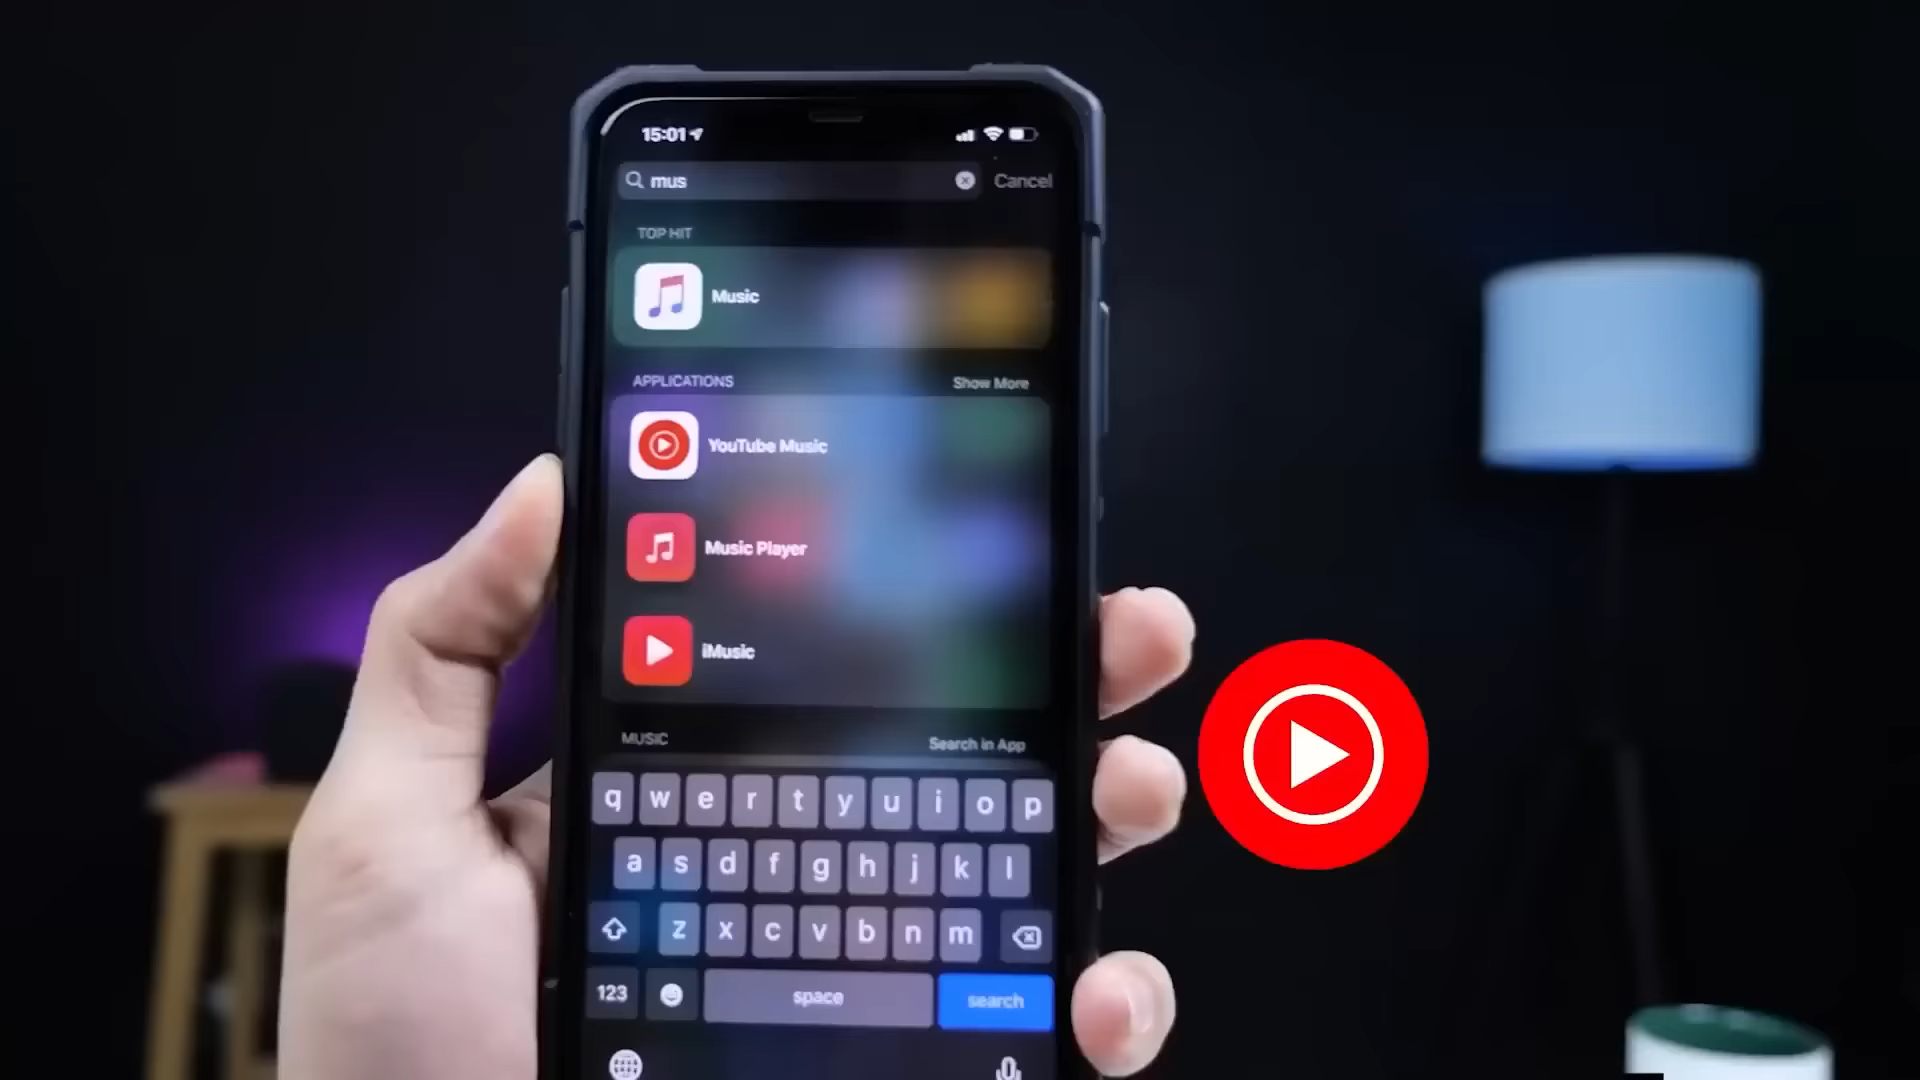 15:01
mus
Cancel
TOP HIT
Music
APPLICATIONS
Show More
YouTube Music
Music Player
iMusic
MUSIC
Search in App
q w e r t y u i o p
a s d f g h j k l
z x c v b n m
123
space
search